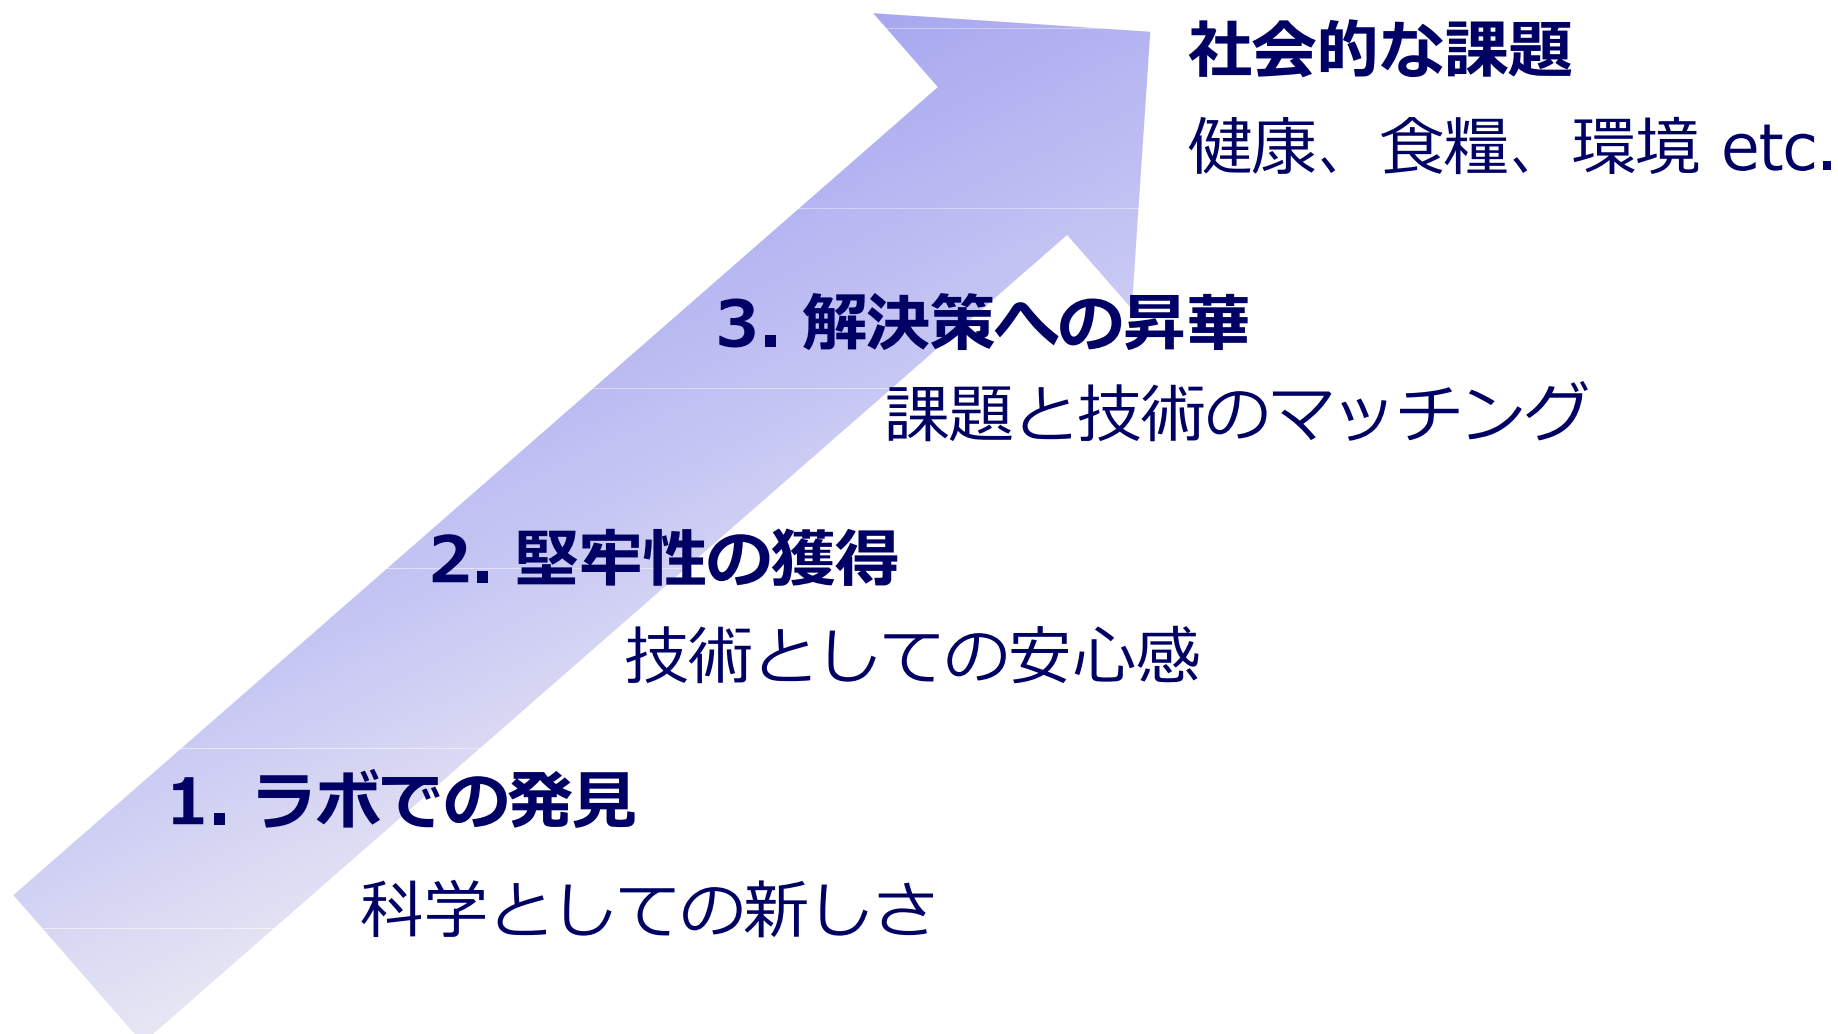 社会的な課題
健康、食糧、環境 etc.
3. 解決策への昇華
課題と技術のマッチング
2. 堅牢性の獲得
技術としての安心感
1. ラボでの発見
科学としての新しさ